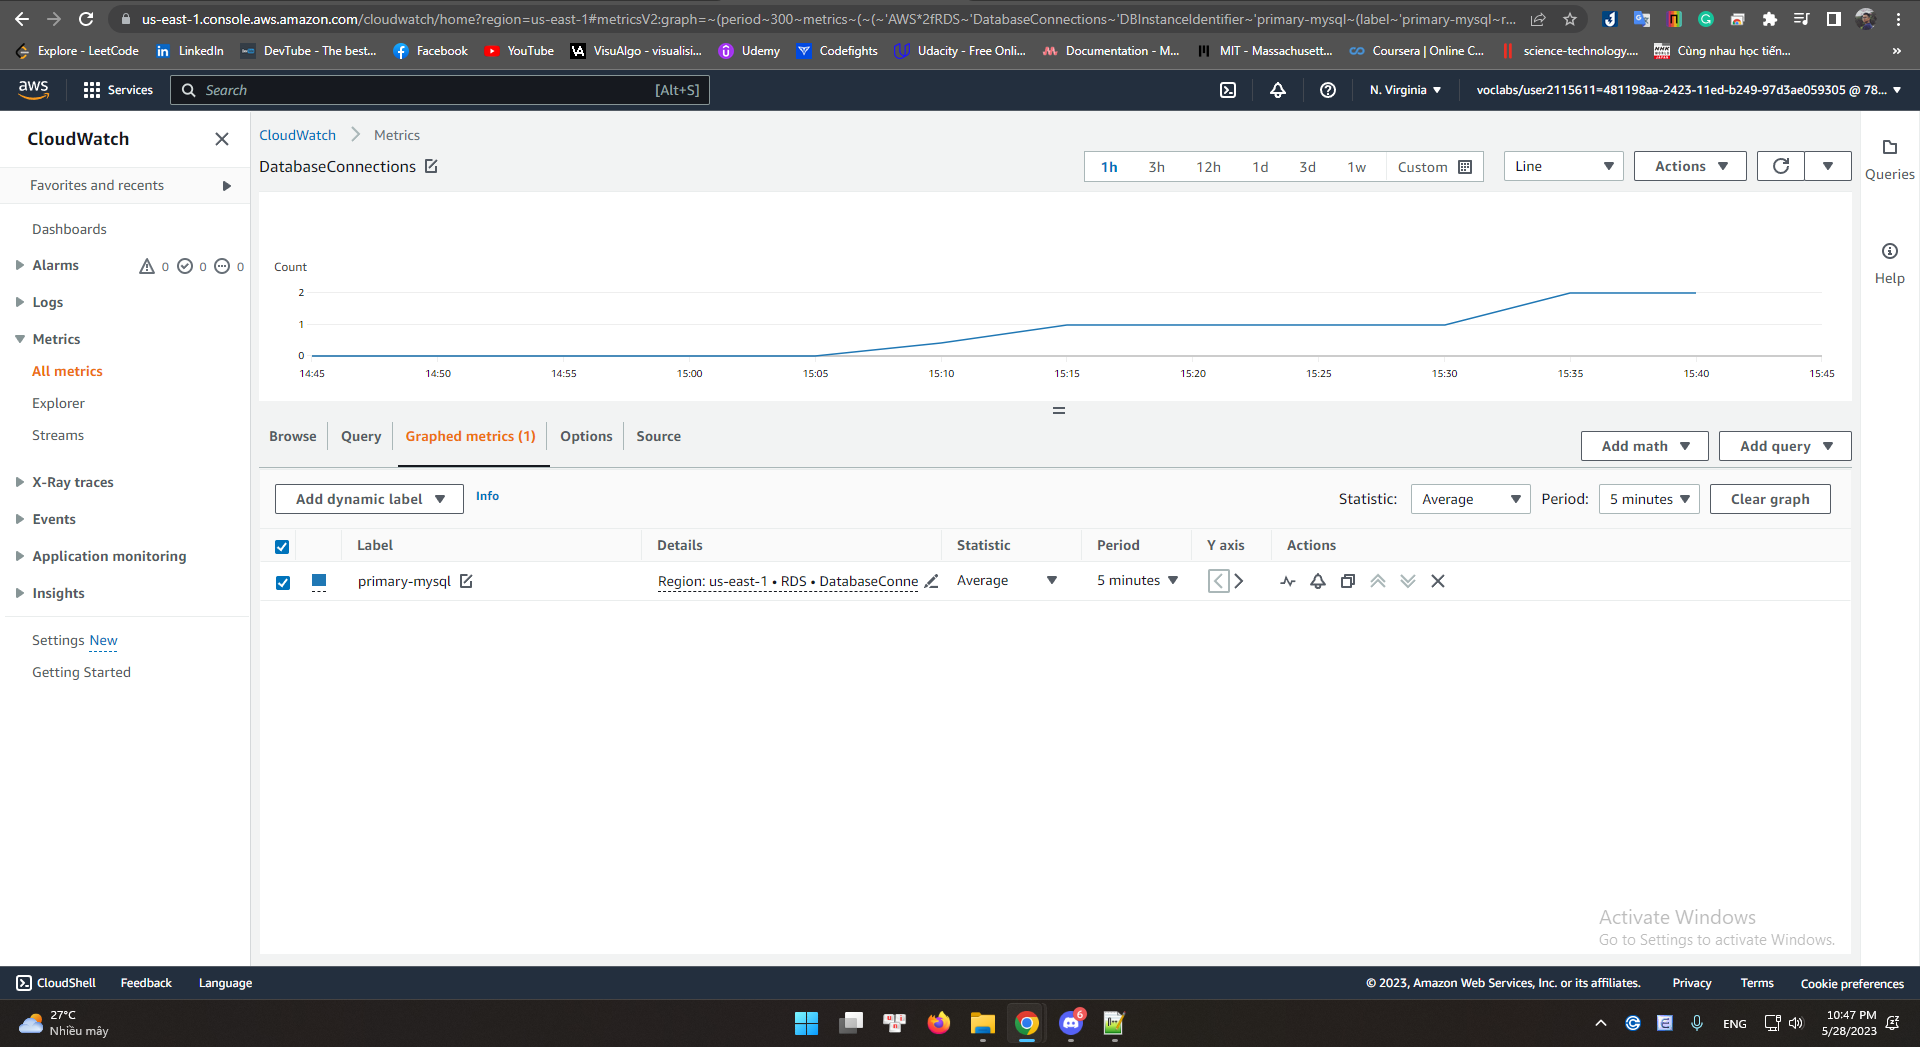 us-east-1.console.aws.amazon.com/cloudwatch/home?region=us-east-1#metricsV2:graph=~(period~300~metrics~(~(~'AWS*2fRDS~'DatabaseConnections~'DBInstanceIdentifier~'primary-mysql~(label~'primary-mysql~r...
Explore - LeetCode LinkedIn DevTube - The best... Facebook YouTube VisuAlgo - visualisi... Udemy Codefights Udacity - Free Onli... Documentation - M... MIT - Massachusett... Coursera | Online C... science-technology.... Cùng nhau học tiến... »
aws Services Search [Alt+S] N. Virginia voclabs/user2115611=481198aa-2423-11ed-b249-97d3ae059305 @ 78...
CloudWatch
Favorites and recents
Dashboards
Alarms 0 0 0
Logs
Metrics
All metrics
Explorer
Streams
X-Ray traces
Events
Application monitoring
Insights
Settings New
Getting Started
CloudWatch Metrics
DatabaseConnections
1h 3h 12h 1d 3d 1w Custom Line Actions
Queries
Help
Count
2
1
0
14:45 14:50 14:55 15:00 15:05 15:10 15:15 15:20 15:25 15:30 15:35 15:40 15:45
Browse Query Graphed metrics (1) Options Source
Add math Add query
Add dynamic label Info Statistic: Average Period: 5 minutes Clear graph
Label Details Statistic Period Y axis Actions
primary-mysql Region: us-east-1 • RDS • DatabaseConne Average 5 minutes
Activate Windows
Go to Settings to activate Windows.
CloudShell Feedback Language © 2023, Amazon Web Services, Inc. or its affiliates. Privacy Terms Cookie preferences
27°C
Nhiều mây
6
ENG
10:47 PM
5/28/2023